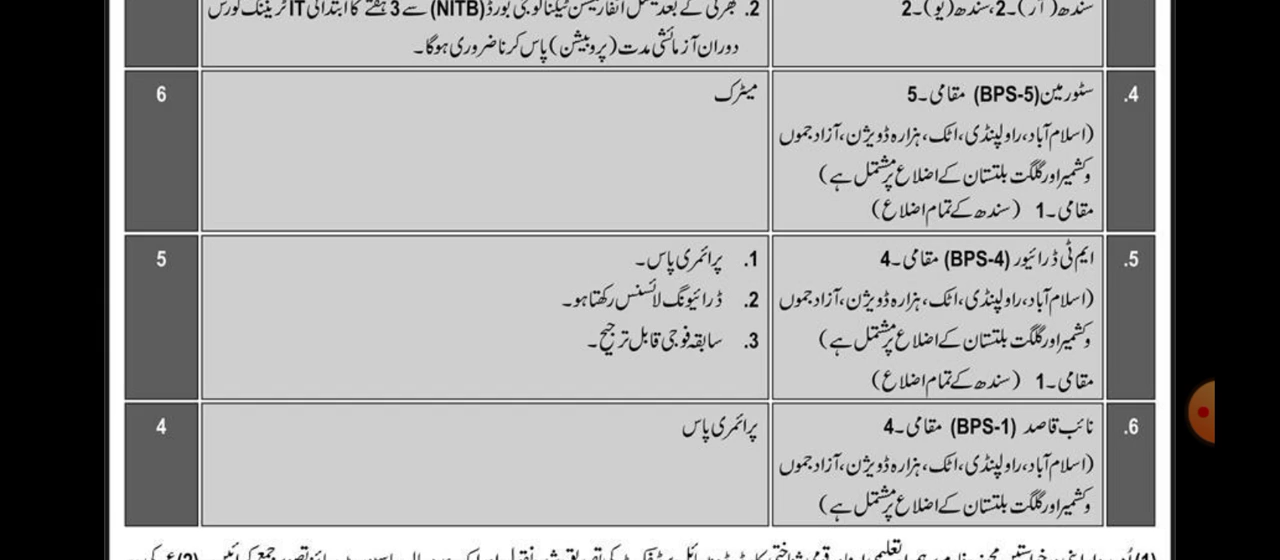 سندھ(آر)۔2، سندھ(یو)۔2
2. بھرتی کے بعد نیشنل انفارمیشن ٹیکنالوجی بورڈ(NITB) سے 3 ہفتے کا ابتدائی IT ٹریننگ کورس
دوران آزمائشی مدت(پروبیشن) پاس کرنا ضروری ہوگا۔
4. سٹور مین(BPS-5) مقامی۔5
(اسلام آباد، راولپنڈی، اٹک، ہزارہ ڈویژن، آزاد جموں
وکشمیر اور گلگت بلتستان کے اضلاع پر مشتمل ہے)
مقامی۔1 (سندھ کے تمام اضلاع)
میٹرک
6
5. ایم ٹی ڈرائیور (BPS-4) مقامی۔4
(اسلام آباد، راولپنڈی، اٹک، ہزارہ ڈویژن، آزاد جموں
وکشمیر اور گلگت بلتستان کے اضلاع پر مشتمل ہے)
مقامی۔1 (سندھ کے تمام اضلاع)
1. پرائمری پاس۔
2. ڈرائیونگ لائسنس رکھتا ہو۔
3. سابقہ فوجی قابل ترجیح۔
5
6. نائب قاصد (BPS-1) مقامی۔4
(اسلام آباد، راولپنڈی، اٹک، ہزارہ ڈویژن، آزاد جموں
وکشمیر اور گلگت بلتستان کے اضلاع پر مشتمل ہے)
پرائمری پاس
4